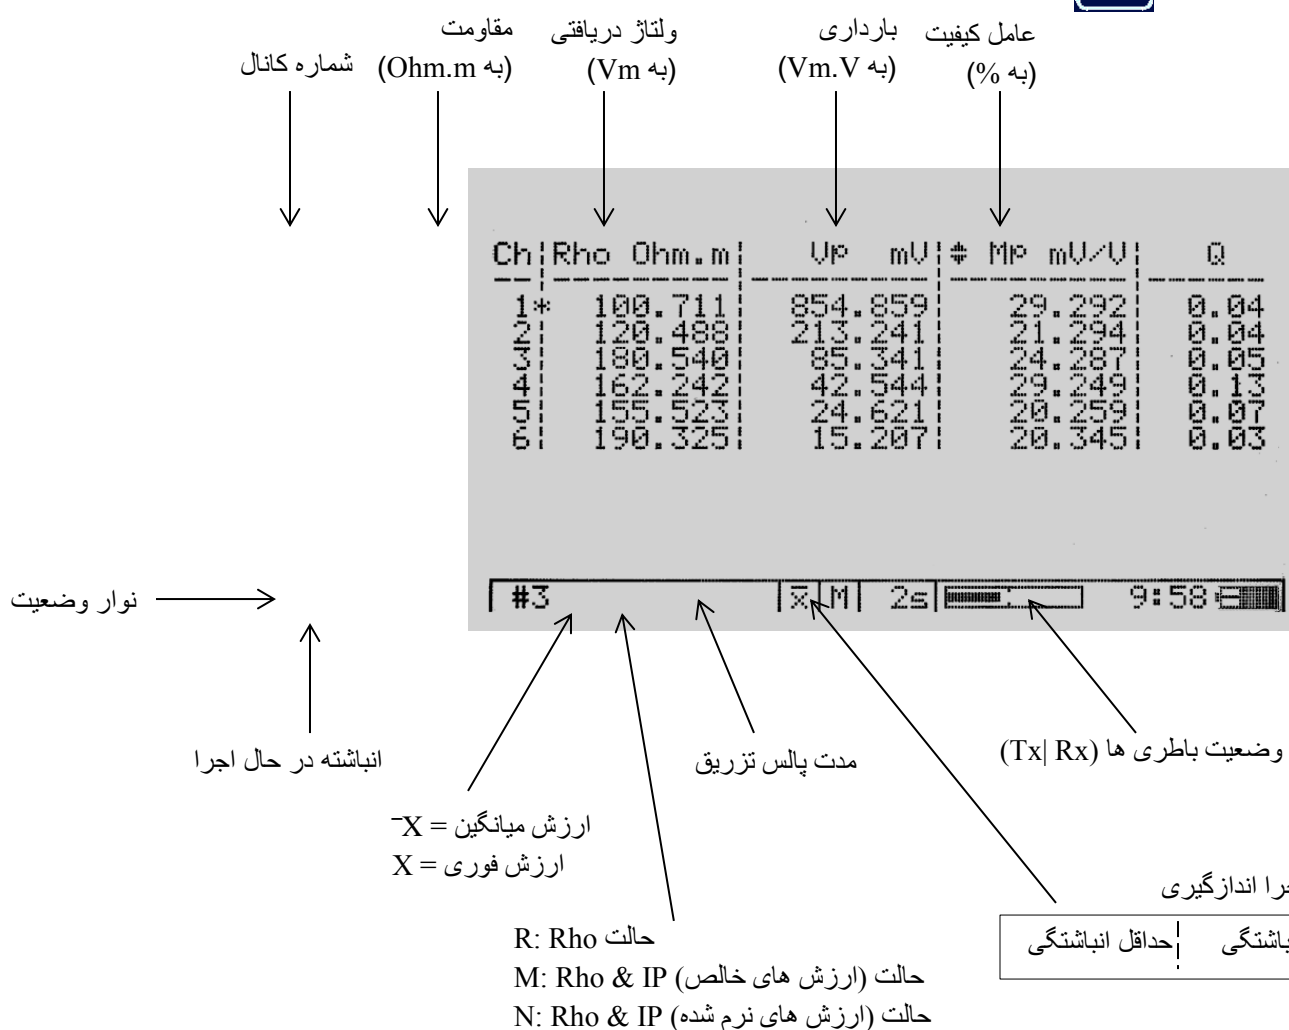 شماره کانال
مقاومت
(به Ohm.m)
ولتاژ دریافتی
(به Vm)
بارداری
(به Vm.V)
عامل کیفیت
(به %)
Ch Rho Ohm.m Vp mV Mp mV/V Q
1* 100.711 854.859 29.292 0.04
2 120.488 213.241 21.294 0.04
3 180.540 85.341 24.287 0.05
4 162.242 42.544 29.249 0.13
5 155.523 24.621 20.259 0.07
6 190.325 15.207 20.345 0.03
#3 x̅ M 2s 9:58
نوار وضعیت
انباشته در حال اجرا
مدت پالس تزریق
وضعیت باطری ها (Tx| Rx)
ارزش میانگین = X‾
ارزش فوری = X
اندازگیری
حداقل انباشتگی
R: Rho حالت
M: Rho & IP حالت (ارزش های خالص)
N: Rho & IP حالت (ارزش های نرم شده)